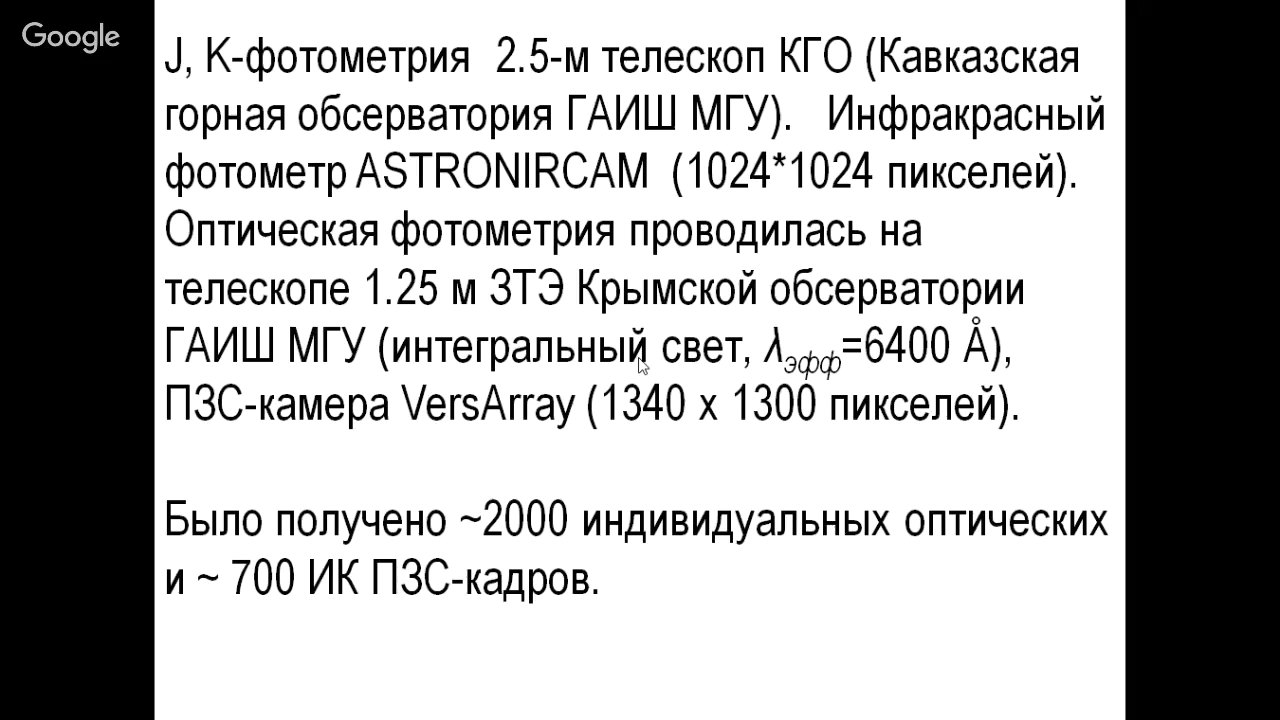 Google
J, K-фотометрия 2.5-м телескоп КГО (Кавказская
горная обсерватория ГАИШ МГУ). Инфракрасный
фотометр ASTRONIRCAM (1024*1024 пикселей).
Оптическая фотометрия проводилась на
телескопе 1.25 м ЗТЭ Крымской обсерватории
ГАИШ МГУ (интегральный свет, λэфф=6400 Å),
ПЗС-камера VersArray (1340 x 1300 пикселей).
Было получено ~2000 индивидуальных оптических
и ~ 700 ИК ПЗС-кадров.